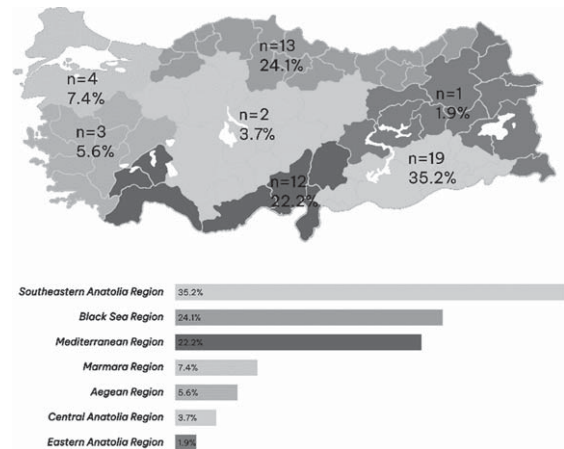 n=13
24.1%
n=4
7.4%
n=1
1.9%
n=2
3.7%
n=3
5.6%
n=19
35.2%
n=12
22.2%
Southeastern Anatolia Region 35.2%
Black Sea Region 24.1%
Mediterranean Region 22.2%
Marmara Region 7.4%
Aegean Region 5.6%
Central Anatolia Region 3.7%
Eastern Anatolia Region 1.9%